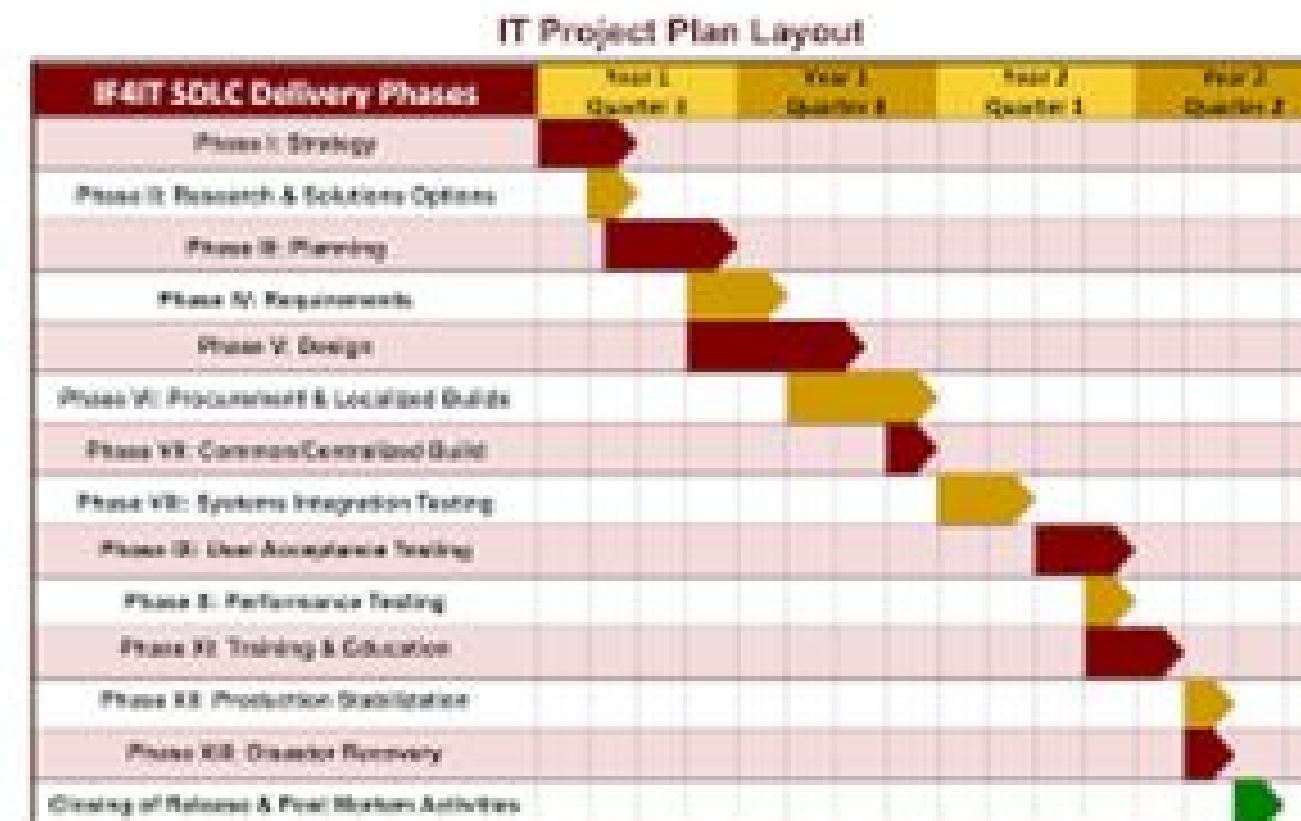 IT Project Plan Layout
IF4IT SDLC Delivery Phases
Year 1
Quarter
Year 1
Quarter
Year 2
Quarter 1
Year 2
Quarter 2
Phase I: Strategy
Phase II: Research & Solutions Options
Phase III: Planning
Phase IV: Requirements
Phase V: Design
Phase VI: Procurement & Localized Builds
Phase VII: Common/Centralized Build
Phase VIII: Systems Integration Testing
Phase IX: User Acceptance Testing
Phase X: Performance Testing
Phase XI: Training & Education
Phase XII: Production Stabilization
Phase XIII: Disaster Recovery
Closing of Release & Post Mortem Activities